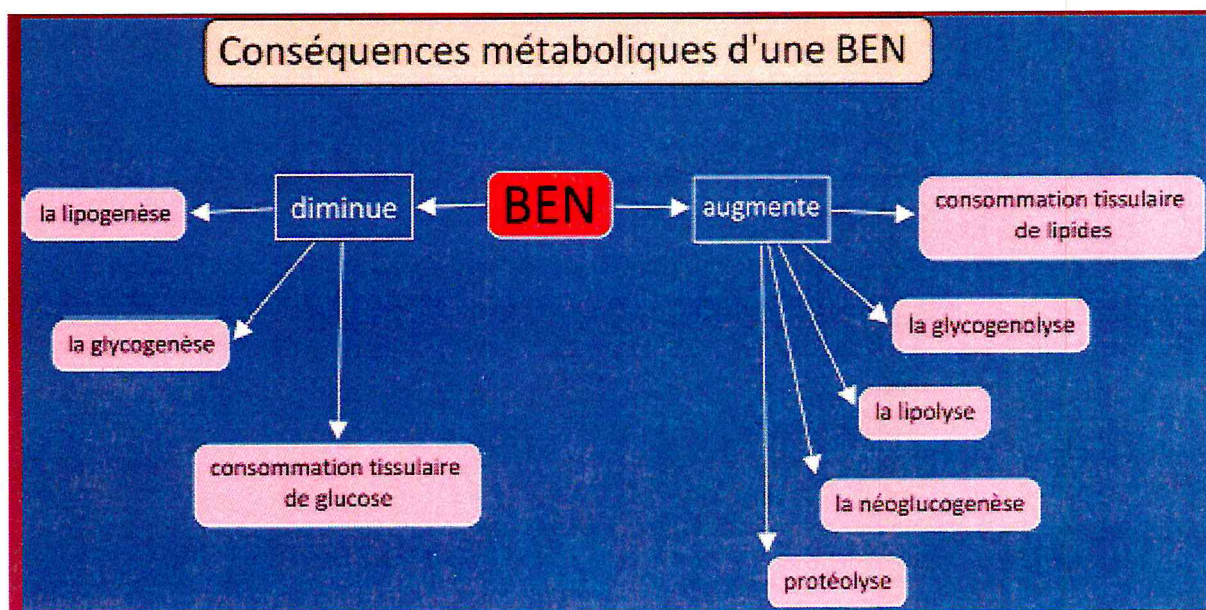 Conséquences métaboliques d'une BEN
la lipogenèse
diminue
BEN
augmente
consommation tissulaire
de lipides
la glycogenèse
la glycogenolyse
la lipolyse
consommation tissulaire
de glucose
la néoglucogenèse
protéolyse